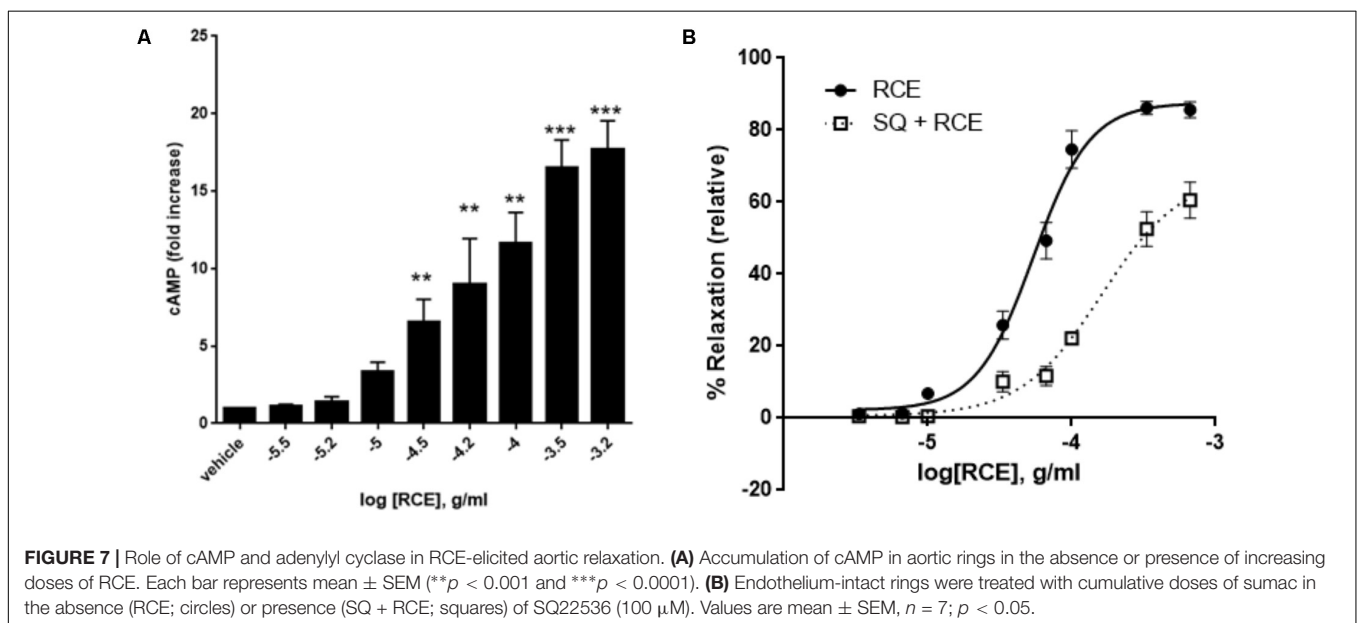 A
25
20
15
10
5
0
cAMP (fold increase)
**
**
**
***
***
vehicle
-5.5
-5.2
-5
-4.5
-4.2
-4
-3.5
-3.2
log [RCE], g/ml
B
100
80
60
40
20
0
-20
% Relaxation (relative)
RCE
SQ + RCE
-5
-4
-3
log[RCE], g/ml
FIGURE 7 | Role of cAMP and adenylyl cyclase in RCE-elicited aortic relaxation. (A) Accumulation of cAMP in aortic rings in the absence or presence of increasing
doses of RCE. Each bar represents mean ± SEM (**p < 0.001 and ***p < 0.0001). (B) Endothelium-intact rings were treated with cumulative doses of sumac in
the absence (RCE; circles) or presence (SQ + RCE; squares) of SQ22536 (100 μM). Values are mean ± SEM, n = 7; p < 0.05.